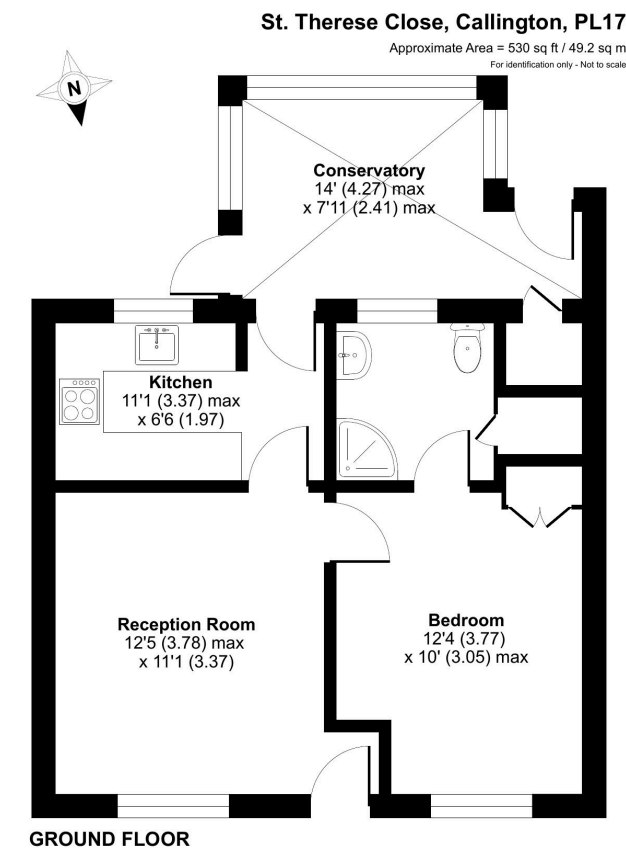 St. Therese Close, Callington, PL17
Approximate Area = 530 sq ft / 49.2 sq m
For identification only - Not to scale
N
Conservatory
14' (4.27) max
x 7'11 (2.41) max
Kitchen
11'1 (3.37) max
x 6'6 (1.97)
Reception Room
12'5 (3.78) max
x 11'1 (3.37)
Bedroom
12'4 (3.77)
x 10' (3.05) max
GROUND FLOOR